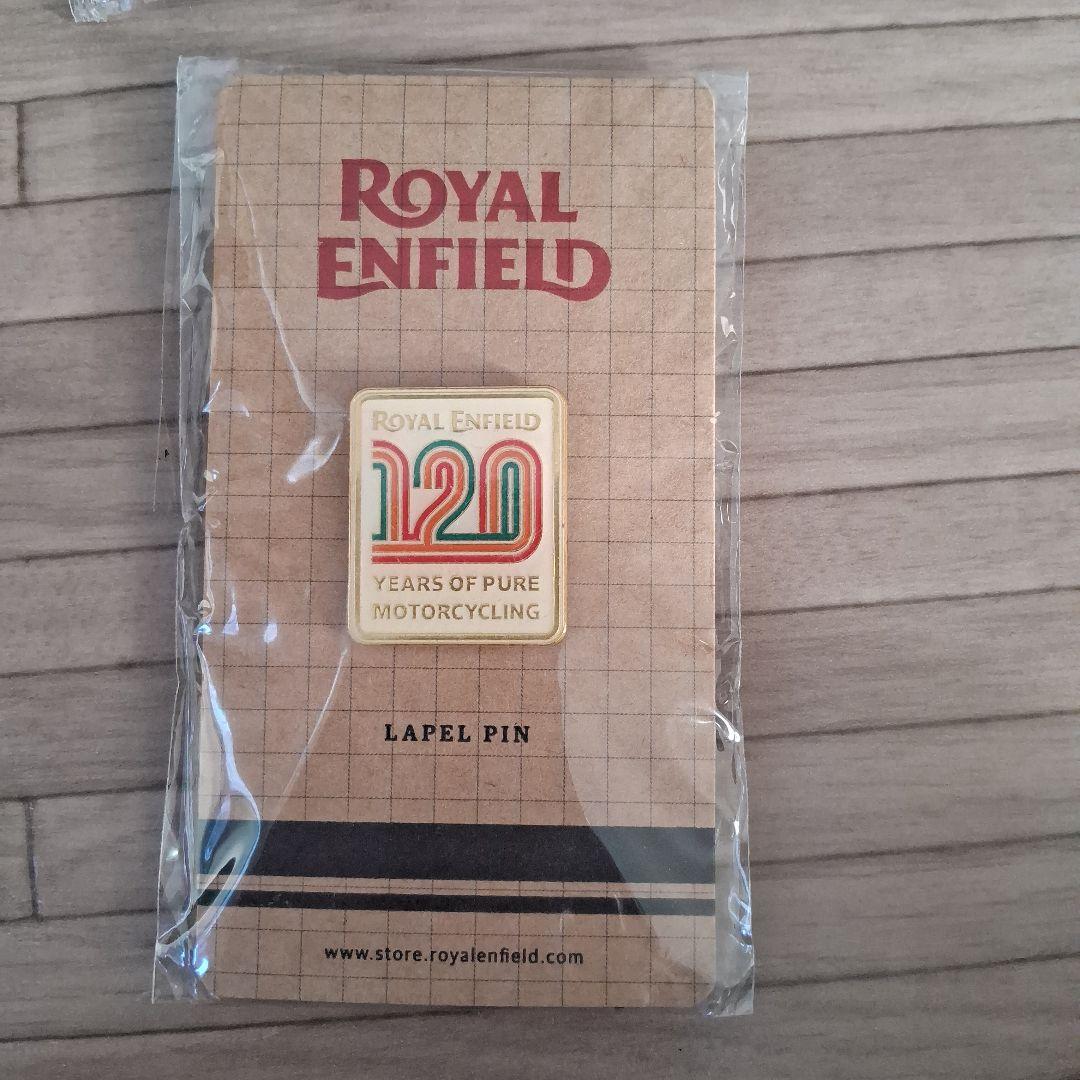 ROYAL
ENFIELD
ROYAL ENFIELD
120
YEARS OF PURE
MOTORCYCLING
LAPEL PIN
www.store.royalenfield.com